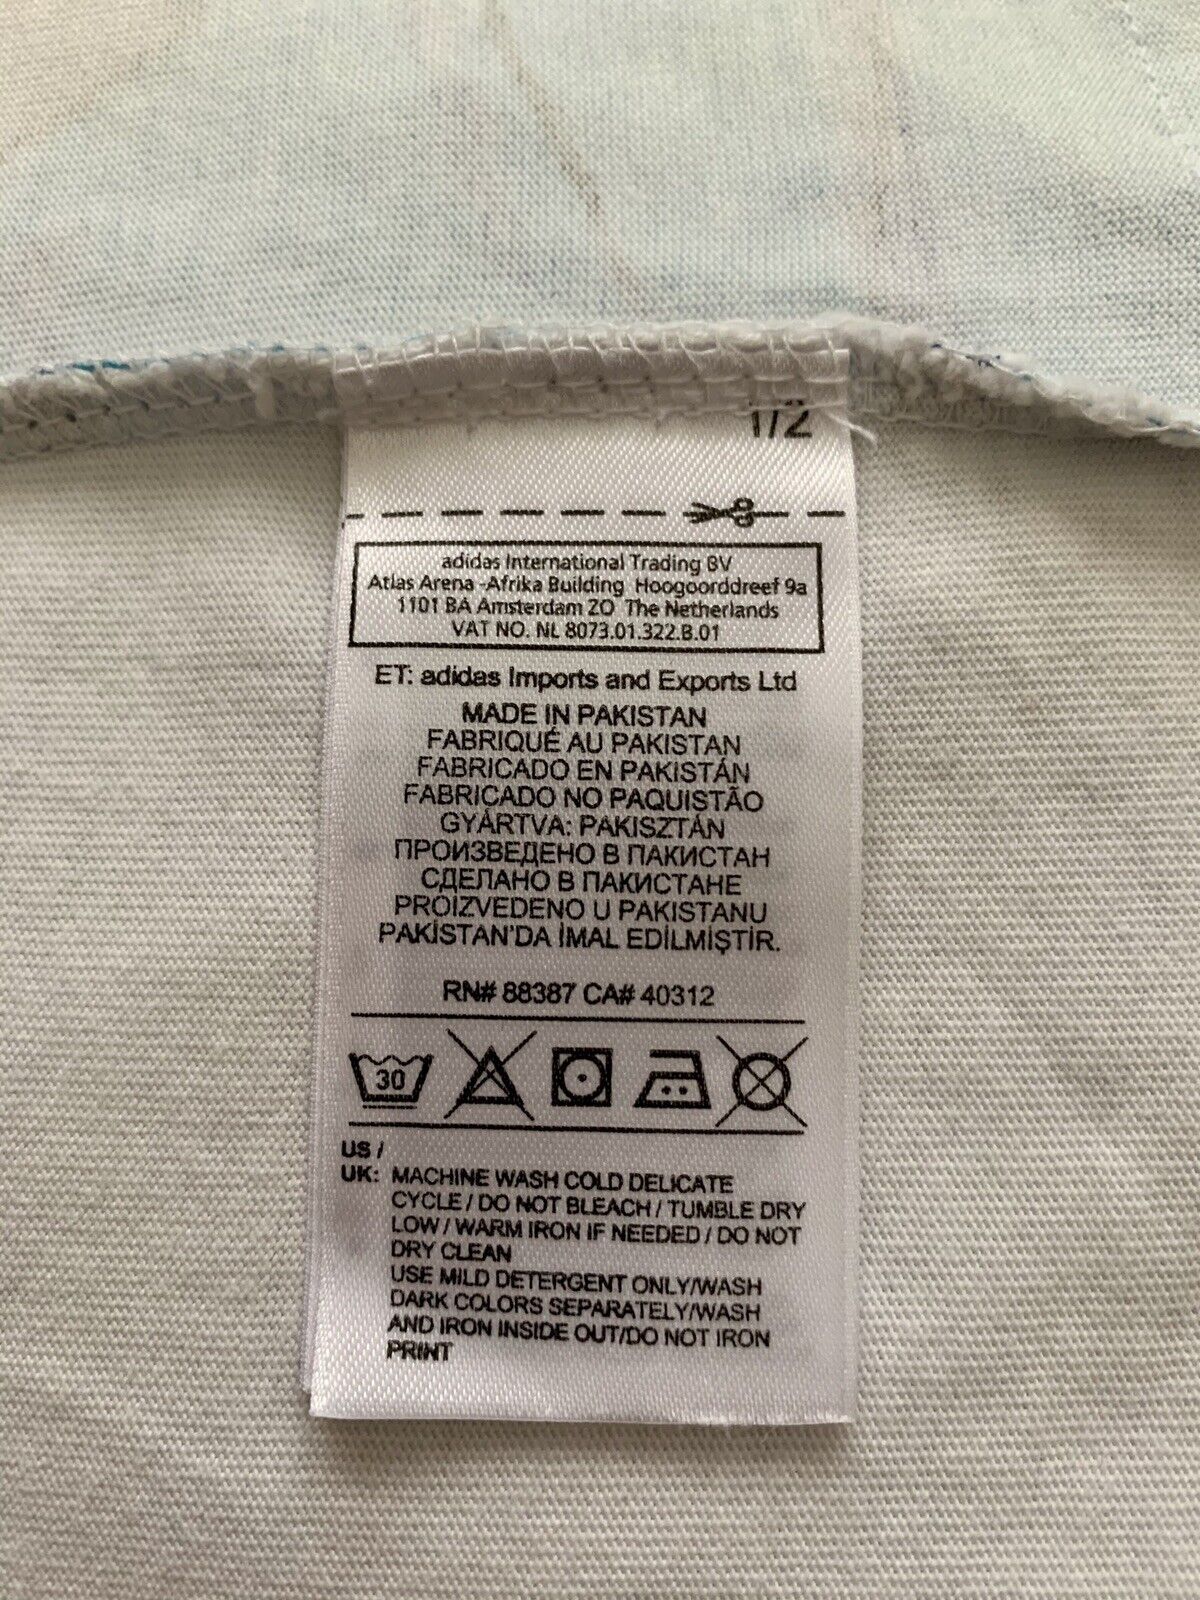 1/2
adidas International Trading BV
Atlas Arena -Afrika Building Hoogoorddreef 9a
1101 BA Amsterdam ZO The Netherlands
VAT NO. NL 8073.01.322.B.01
ET: adidas Imports and Exports Ltd
MADE IN PAKISTAN
FABRIQUÉ AU PAKISTAN
FABRICADO EN PAKISTÁN
FABRICADO NO PAQUISTÃO
GYÁRTVA: PAKISZTÁN
ПРОИЗВЕДЕНО В ПАКИСТАН
СДЕЛАНО В ПАКИСТАНЕ
PROIZVEDENO U PAKISTANU
PAKİSTAN'DA İMAL EDİLMİŞTİR.
RN# 88387 CA# 40312
30
US /
UK: MACHINE WASH COLD DELICATE
CYCLE / DO NOT BLEACH / TUMBLE DRY
LOW / WARM IRON IF NEEDED / DO NOT
DRY CLEAN
USE MILD DETERGENT ONLY/WASH
DARK COLORS SEPARATELY/WASH
AND IRON INSIDE OUT/DO NOT IRON
PRINT